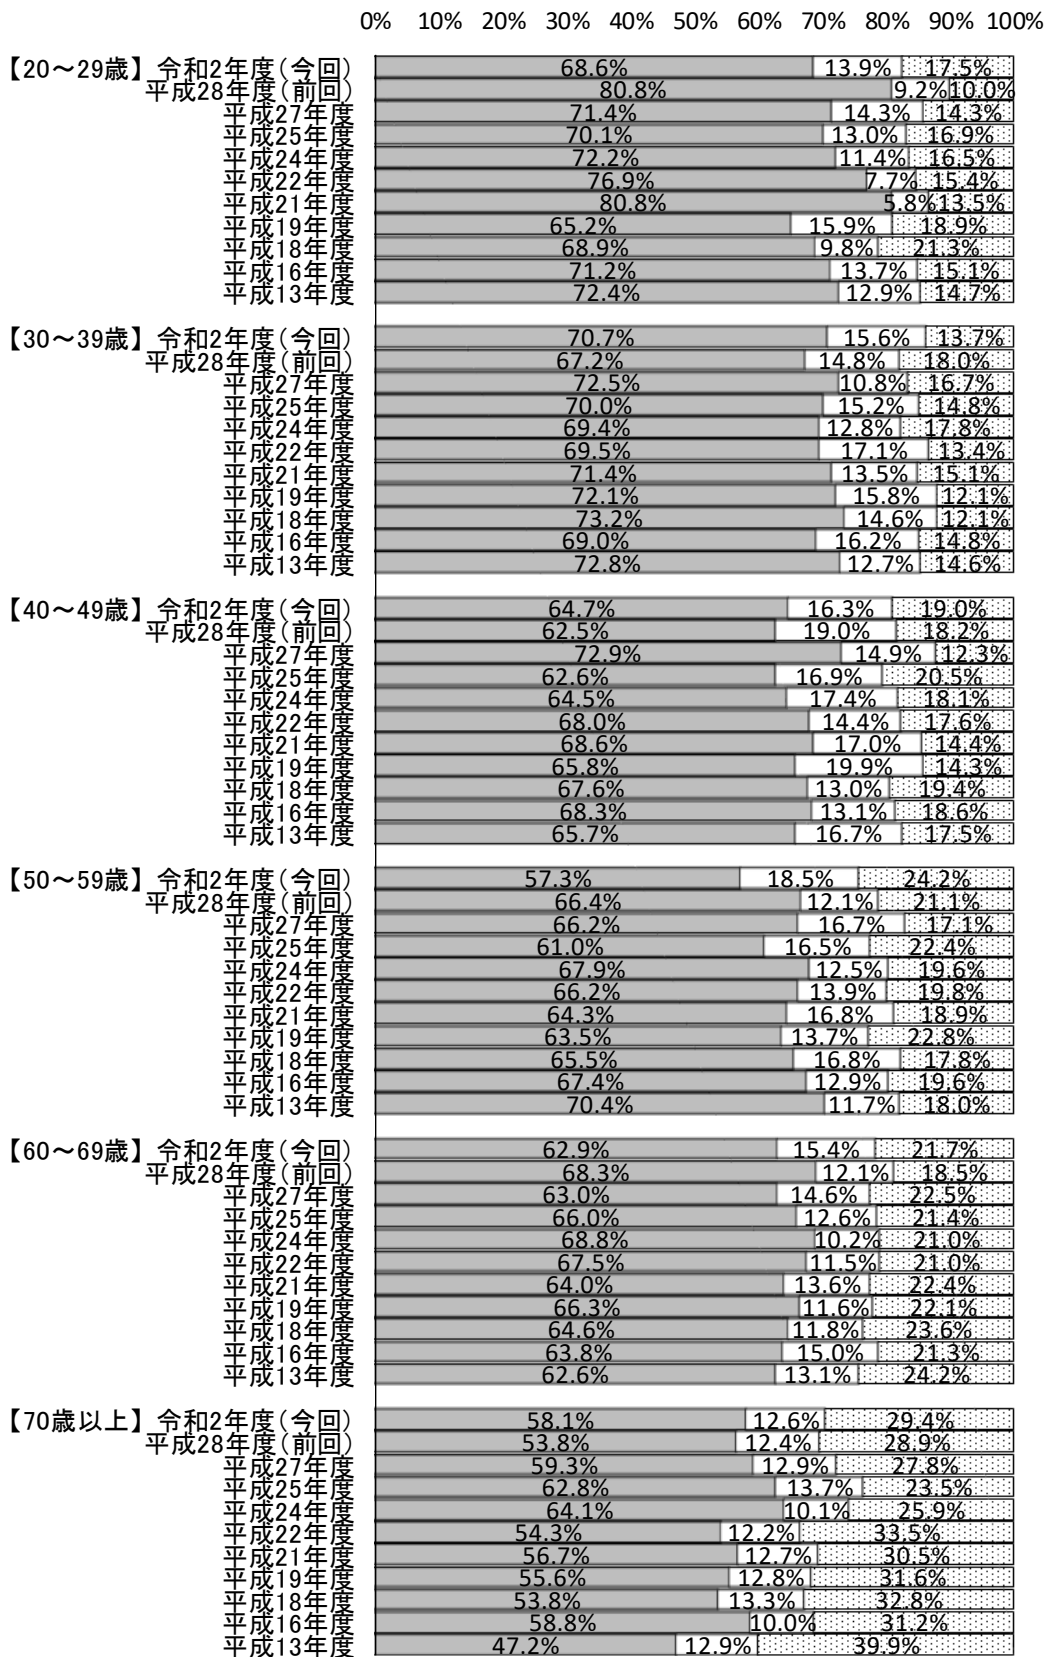 0% 10% 20% 30% 40% 50% 60% 70% 80% 90% 100%
【20～29歳】令和2年度(今回) 68.6% 13.9% 17.5%
平成28年度(前回) 80.8% 9.2% 10.0%
平成27年度 71.4% 14.3% 14.3%
平成25年度 70.1% 13.0% 16.9%
平成24年度 72.2% 11.4% 16.5%
平成22年度 76.9% 7.7% 15.4%
平成21年度 80.8% 5.8% 13.5%
平成19年度 65.2% 15.9% 18.9%
平成18年度 68.9% 9.8% 21.3%
平成16年度 71.2% 13.7% 15.1%
平成13年度 72.4% 12.9% 14.7%
【30～39歳】令和2年度(今回) 70.7% 15.6% 13.7%
平成28年度(前回) 67.2% 14.8% 18.0%
平成27年度 72.5% 10.8% 16.7%
平成25年度 70.0% 15.2% 14.8%
平成24年度 69.4% 12.8% 17.8%
平成22年度 69.5% 17.1% 13.4%
平成21年度 71.4% 13.5% 15.1%
平成19年度 72.1% 15.8% 12.1%
平成18年度 73.2% 14.6% 12.1%
平成16年度 69.0% 16.2% 14.8%
平成13年度 72.8% 12.7% 14.6%
【40～49歳】令和2年度(今回) 64.7% 16.3% 19.0%
平成28年度(前回) 62.5% 19.0% 18.2%
平成27年度 72.9% 14.9% 12.3%
平成25年度 62.6% 16.9% 20.5%
平成24年度 64.5% 17.4% 18.1%
平成22年度 68.0% 14.4% 17.6%
平成21年度 68.6% 17.0% 14.4%
平成19年度 65.8% 19.9% 14.3%
平成18年度 67.6% 13.0% 19.4%
平成16年度 68.3% 13.1% 18.6%
平成13年度 65.7% 16.7% 17.5%
【50～59歳】令和2年度(今回) 57.3% 18.5% 24.2%
平成28年度(前回) 66.4% 12.1% 21.1%
平成27年度 66.2% 16.7% 17.1%
平成25年度 61.0% 16.5% 22.4%
平成24年度 67.9% 12.5% 19.6%
平成22年度 66.2% 13.9% 19.8%
平成21年度 64.3% 16.8% 18.9%
平成19年度 63.5% 13.7% 22.8%
平成18年度 65.5% 16.8% 17.8%
平成16年度 67.4% 12.9% 19.6%
平成13年度 70.4% 11.7% 18.0%
【60～69歳】令和2年度(今回) 62.9% 15.4% 21.7%
平成28年度(前回) 68.3% 12.1% 18.5%
平成27年度 63.0% 14.6% 22.5%
平成25年度 66.0% 12.6% 21.4%
平成24年度 68.8% 10.2% 21.0%
平成22年度 67.5% 11.5% 21.0%
平成21年度 64.0% 13.6% 22.4%
平成19年度 66.3% 11.6% 22.1%
平成18年度 64.6% 11.8% 23.6%
平成16年度 63.8% 15.0% 21.3%
平成13年度 62.6% 13.1% 24.2%
【70歳以上】令和2年度(今回) 58.1% 12.6% 29.4%
平成28年度(前回) 53.8% 12.4% 28.9%
平成27年度 59.3% 12.9% 27.8%
平成25年度 62.8% 13.7% 23.5%
平成24年度 64.1% 10.1% 25.9%
平成22年度 54.3% 12.2% 33.5%
平成21年度 56.7% 12.7% 30.5%
平成19年度 55.6% 12.8% 31.6%
平成18年度 53.8% 13.3% 32.8%
平成16年度 58.8% 10.0% 31.2%
平成13年度 47.2% 12.9% 39.9%